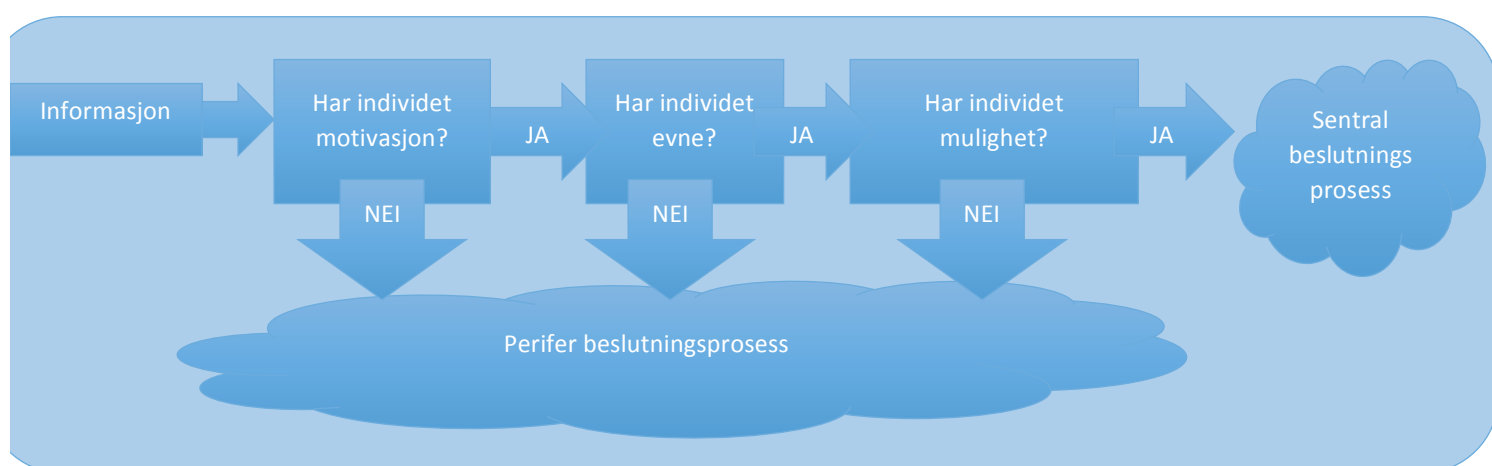 Informasjon
Har individet
motivasjon?
JA
Har individet
evne?
JA
Har individet
mulighet?
JA
Sentral
beslutnings
prosess
NEI
NEI
NEI
Perifer beslutningsprosess